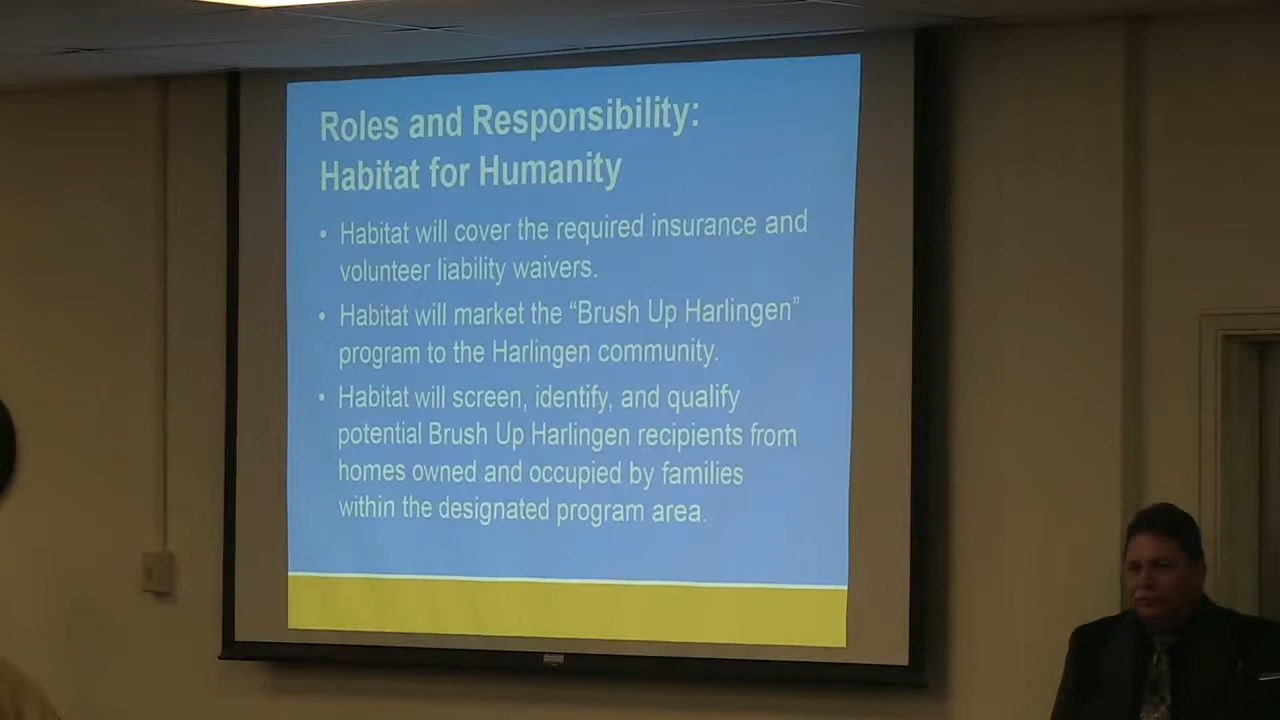 Roles and Responsibility:
Habitat for Humanity
• Habitat will cover the required insurance and
volunteer liability waivers.
• Habitat will market the “Brush Up Harlingen”
program to the Harlingen community.
• Habitat will screen, identify, and qualify
potential Brush Up Harlingen recipients from
homes owned and occupied by families
within the designated program area.